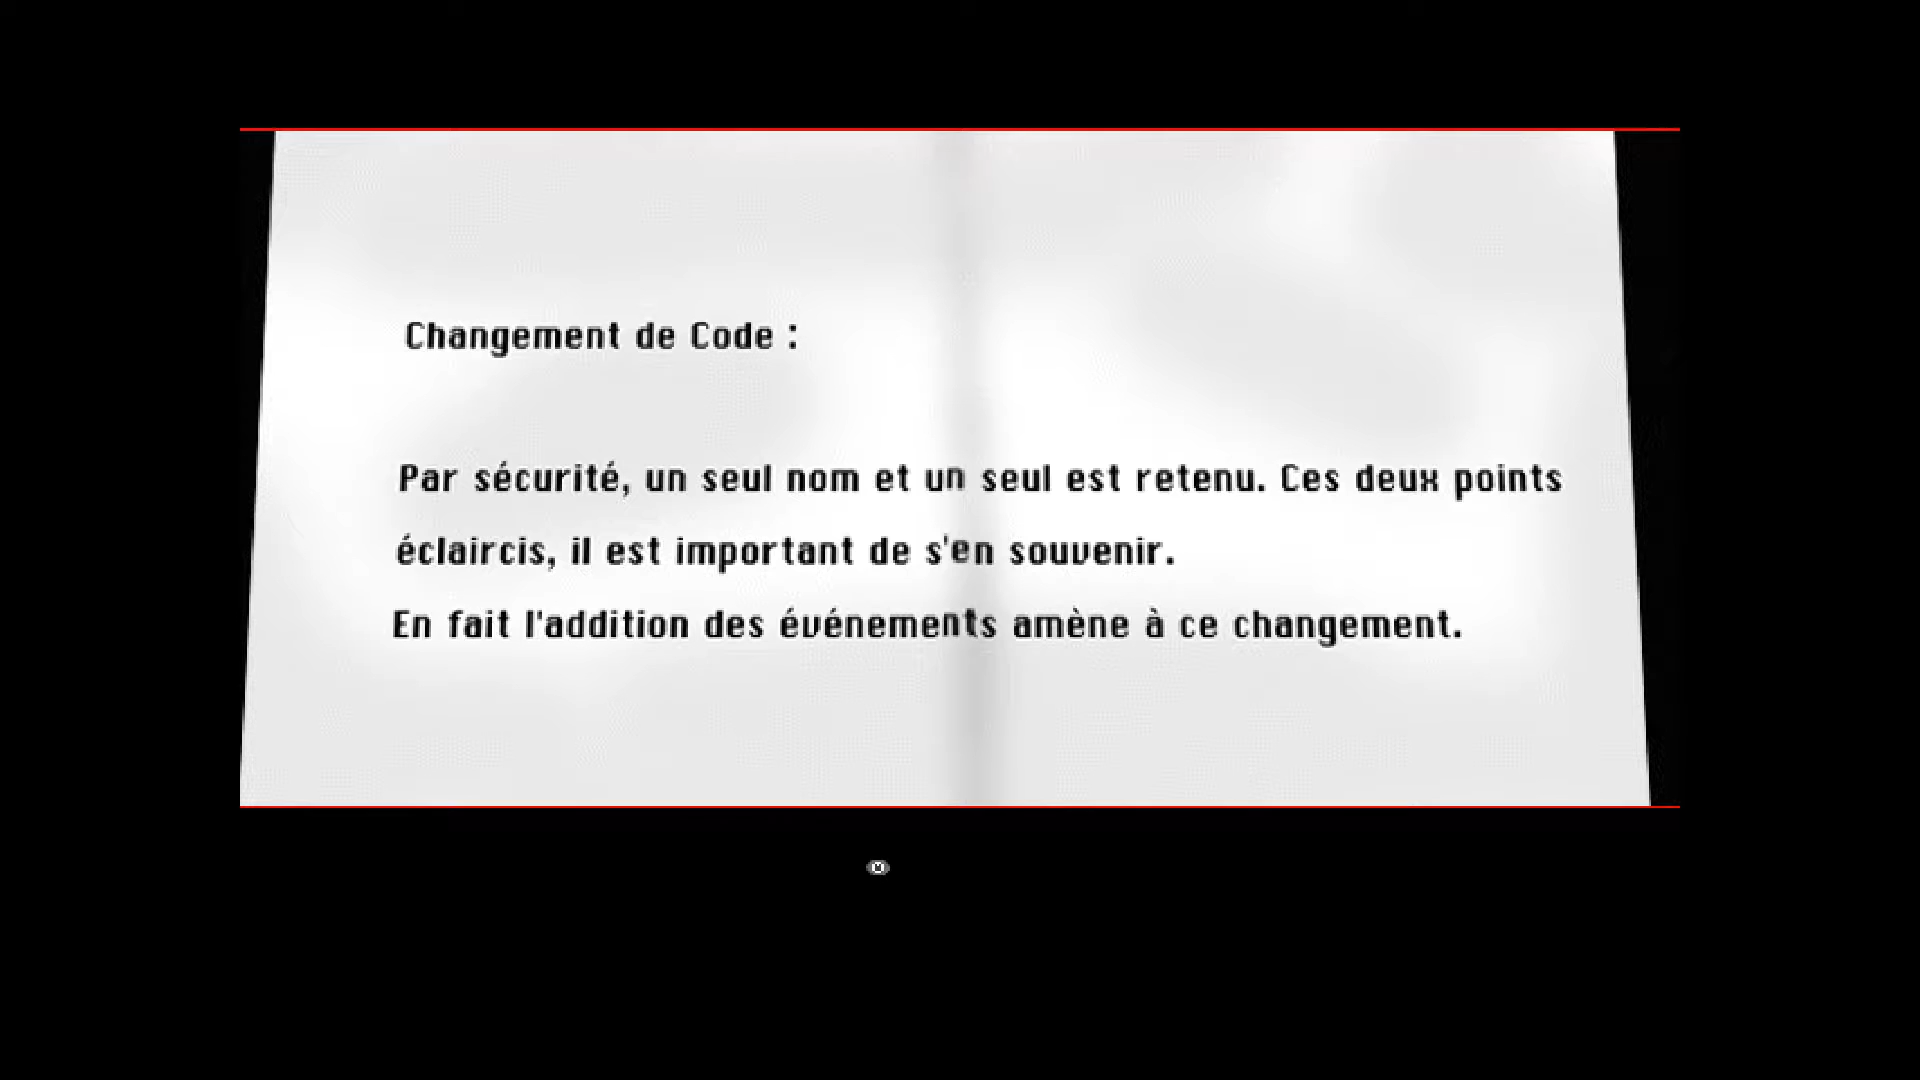 Changement de Code :
Par sécurité, un seul nom et un seul est retenu. Ces deux points
éclaircis, il est important de s'en souvenir.
En fait l'addition des événements amène à ce changement.